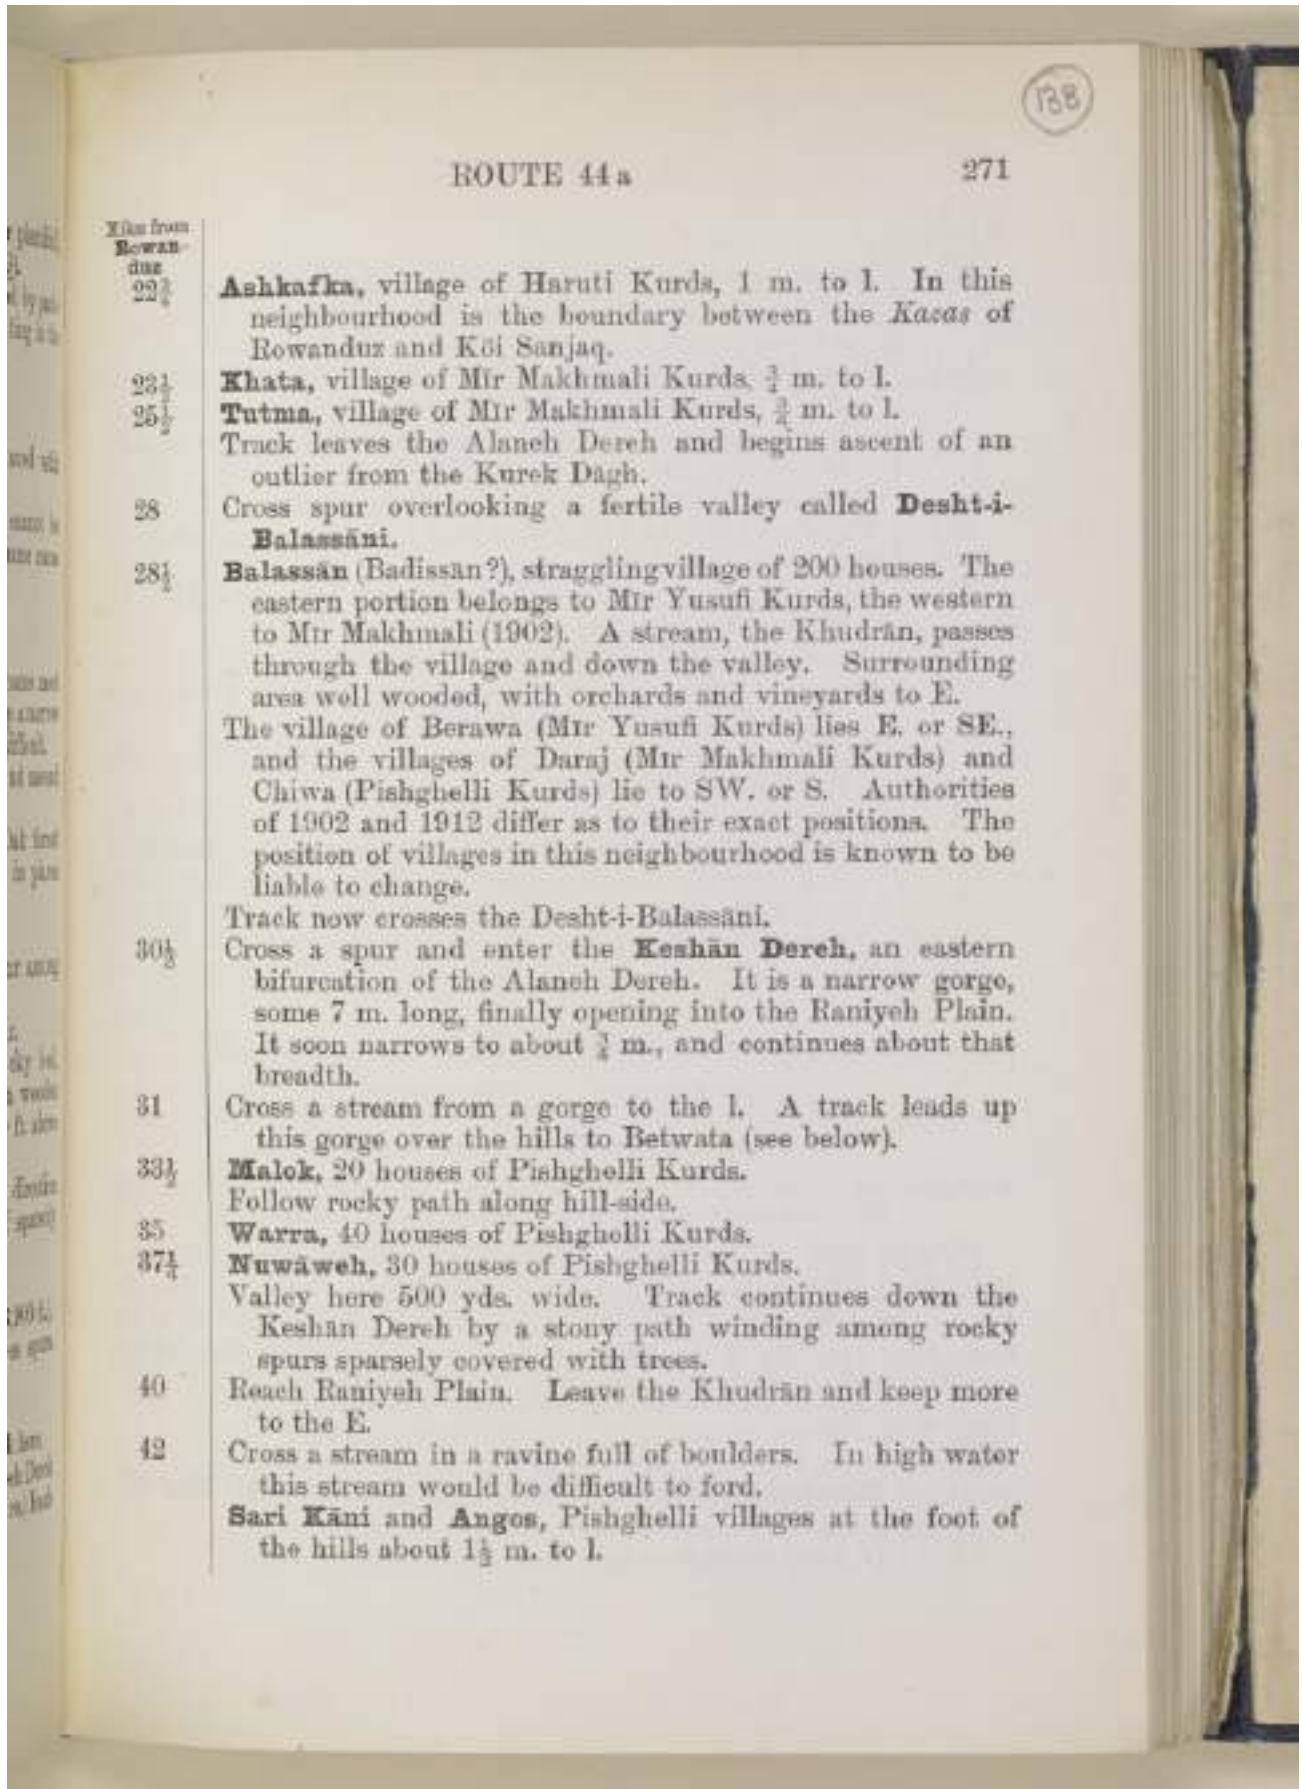 138
ROUTE 44 a
271
Miles from
Rowan-
duz
22¾ Ashkafka, village of Haruti Kurds, 1 m. to l. In this
neighbourhood is the boundary between the Kazas of
Rowanduz and Köi Sanjaq.
23½ Khata, village of Mīr Makhmali Kurds, ¾ m. to l.
25½ Tutma, village of Mīr Makhmali Kurds, ¾ m. to l.
Track leaves the Alaneh Dereh and begins ascent of an
outlier from the Kurek Dāgh.
28 Cross spur overlooking a fertile valley called Desht-i-
Balassāni.
28½ Balassān (Badissān?), straggling village of 200 houses. The
eastern portion belongs to Mīr Yusufi Kurds, the western
to Mīr Makhmali (1902). A stream, the Khudrān, passes
through the village and down the valley. Surrounding
area well wooded, with orchards and vineyards to E.
The village of Berawa (Mīr Yusufi Kurds) lies E. or SE.,
and the villages of Daraj (Mīr Makhmali Kurds) and
Chiwa (Pishghelli Kurds) lie to SW. or S. Authorities
of 1902 and 1912 differ as to their exact positions. The
position of villages in this neighbourhood is known to be
liable to change.
Track now crosses the Desht-i-Balassāni.
30½ Cross a spur and enter the Keshān Dereh, an eastern
bifurcation of the Alaneh Dereh. It is a narrow gorge,
some 7 m. long, finally opening into the Raniyeh Plain.
It soon narrows to about ¾ m., and continues about that
breadth.
31 Cross a stream from a gorge to the l. A track leads up
this gorge over the hills to Betwata (see below).
33½ Malok, 20 houses of Pishghelli Kurds.
Follow rocky path along hill-side.
35 Warra, 40 houses of Pishghelli Kurds.
37¼ Nuwāweh, 30 houses of Pishghelli Kurds.
Valley here 500 yds. wide. Track continues down the
Keshān Dereh by a stony path winding among rocky
spurs sparsely covered with trees.
40 Reach Raniyeh Plain. Leave the Khudrān and keep more
to the E.
42 Cross a stream in a ravine full of boulders. In high water
this stream would be difficult to ford.
Sari Kāni and Angos, Pishghelli villages at the foot of
the hills about 1½ m. to l.